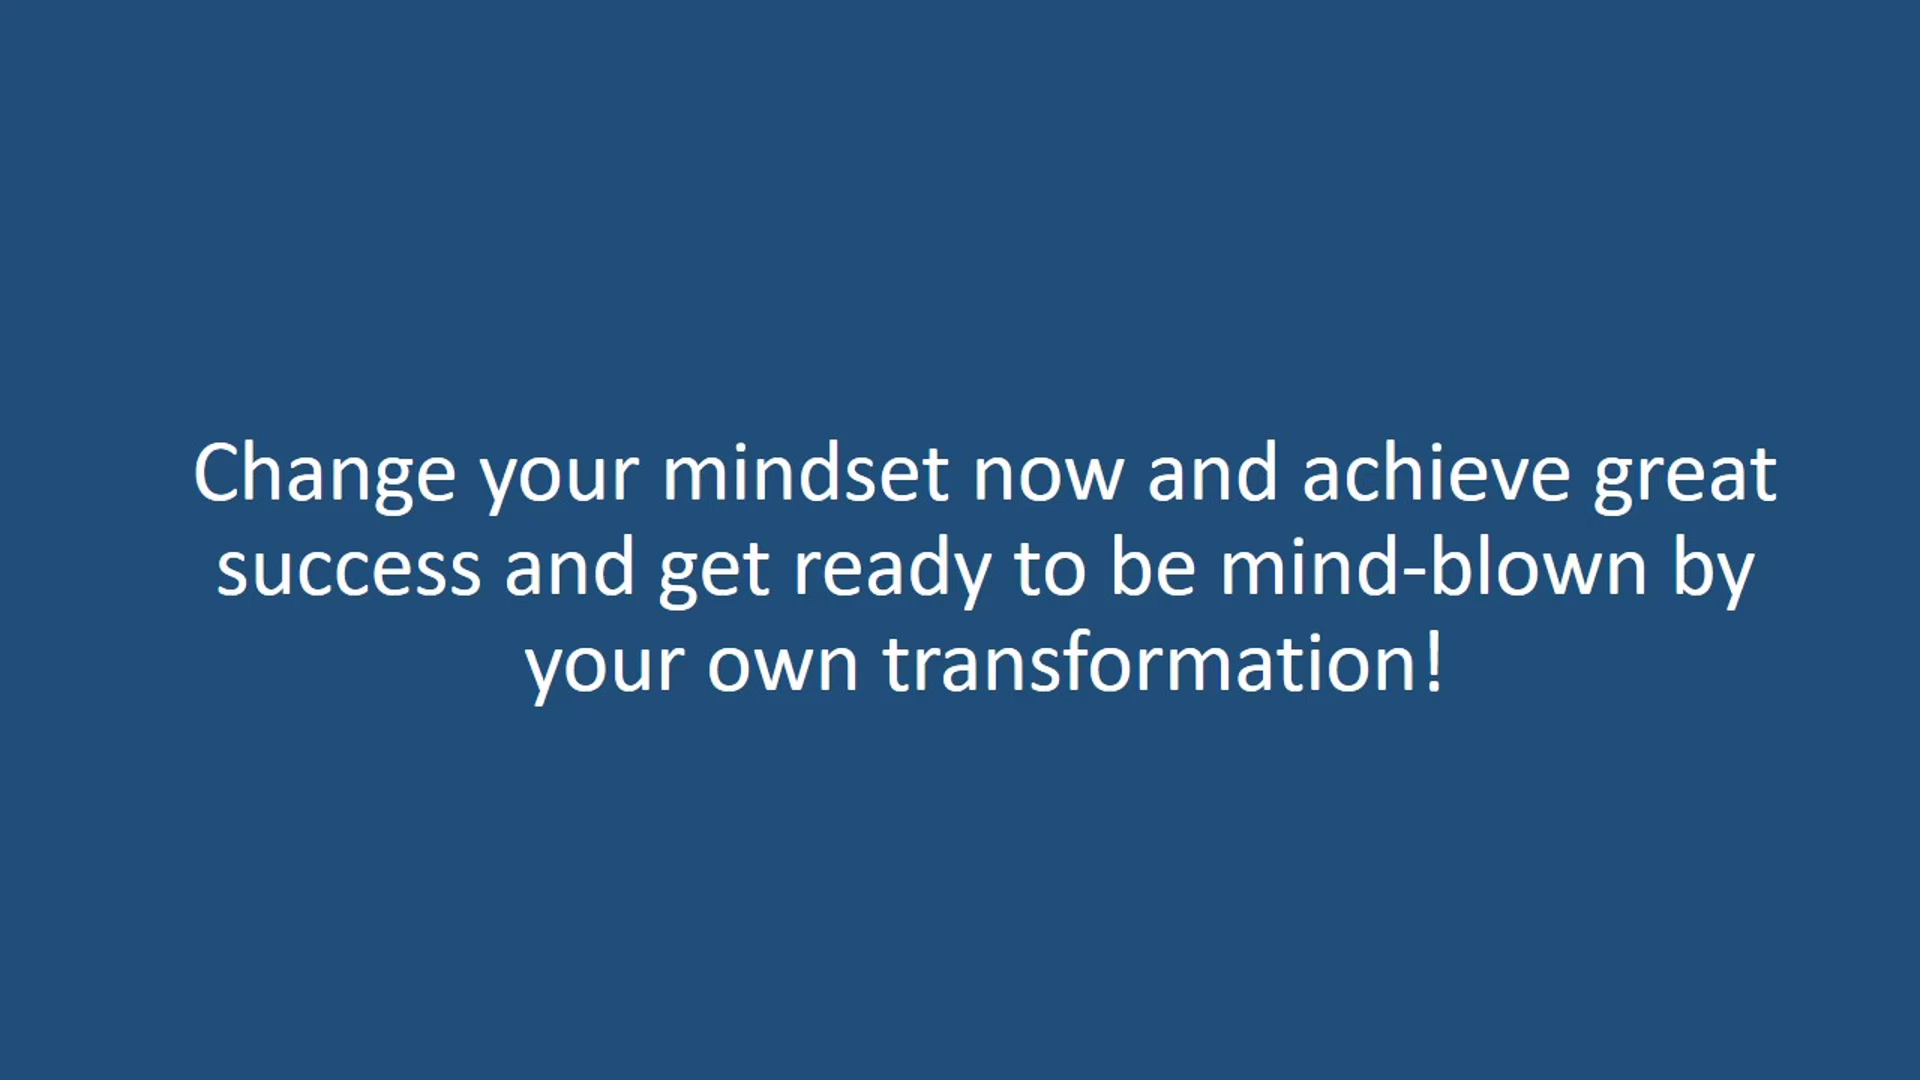 Change your mindset now and achieve great
success and get ready to be mind-blown by
your own transformation!